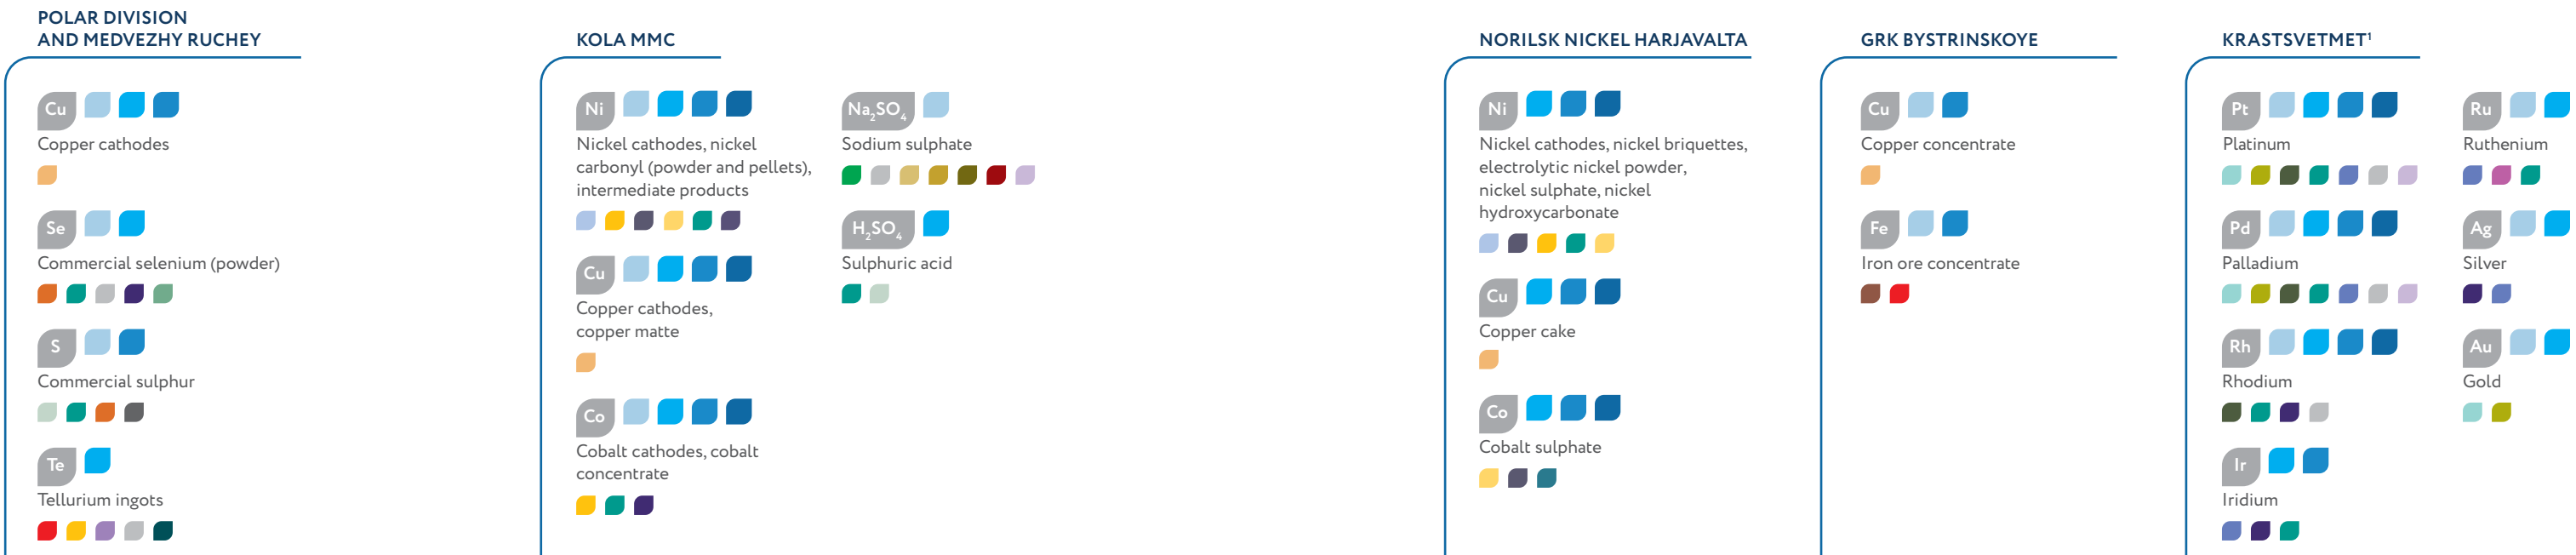 POLAR DIVISION
AND MEDVEZHY RUCHEY
Cu
Copper cathodes
Se
Commercial selenium (powder)
S
Commercial sulphur
Te
Tellurium ingots
KOLA MMC
Ni
Nickel cathodes, nickel
carbonyl (powder and pellets),
intermediate products
Cu
Copper cathodes,
copper matte
Co
Cobalt cathodes, cobalt
concentrate
Na₂SO₄
Sodium sulphate
H₂SO₄
Sulphuric acid
NORILSK NICKEL HARJAVALTA
Ni
Nickel cathodes, nickel briquettes,
electrolytic nickel powder,
nickel sulphate, nickel
hydroxycarbonate
Cu
Copper cake
Co
Cobalt sulphate
GRK BYSTRINSKOYE
Cu
Copper concentrate
Fe
Iron ore concentrate
KRASTSVETMET¹
Pt
Platinum
Pd
Palladium
Rh
Rhodium
Ir
Iridium
Ru
Ruthenium
Ag
Silver
Au
Gold